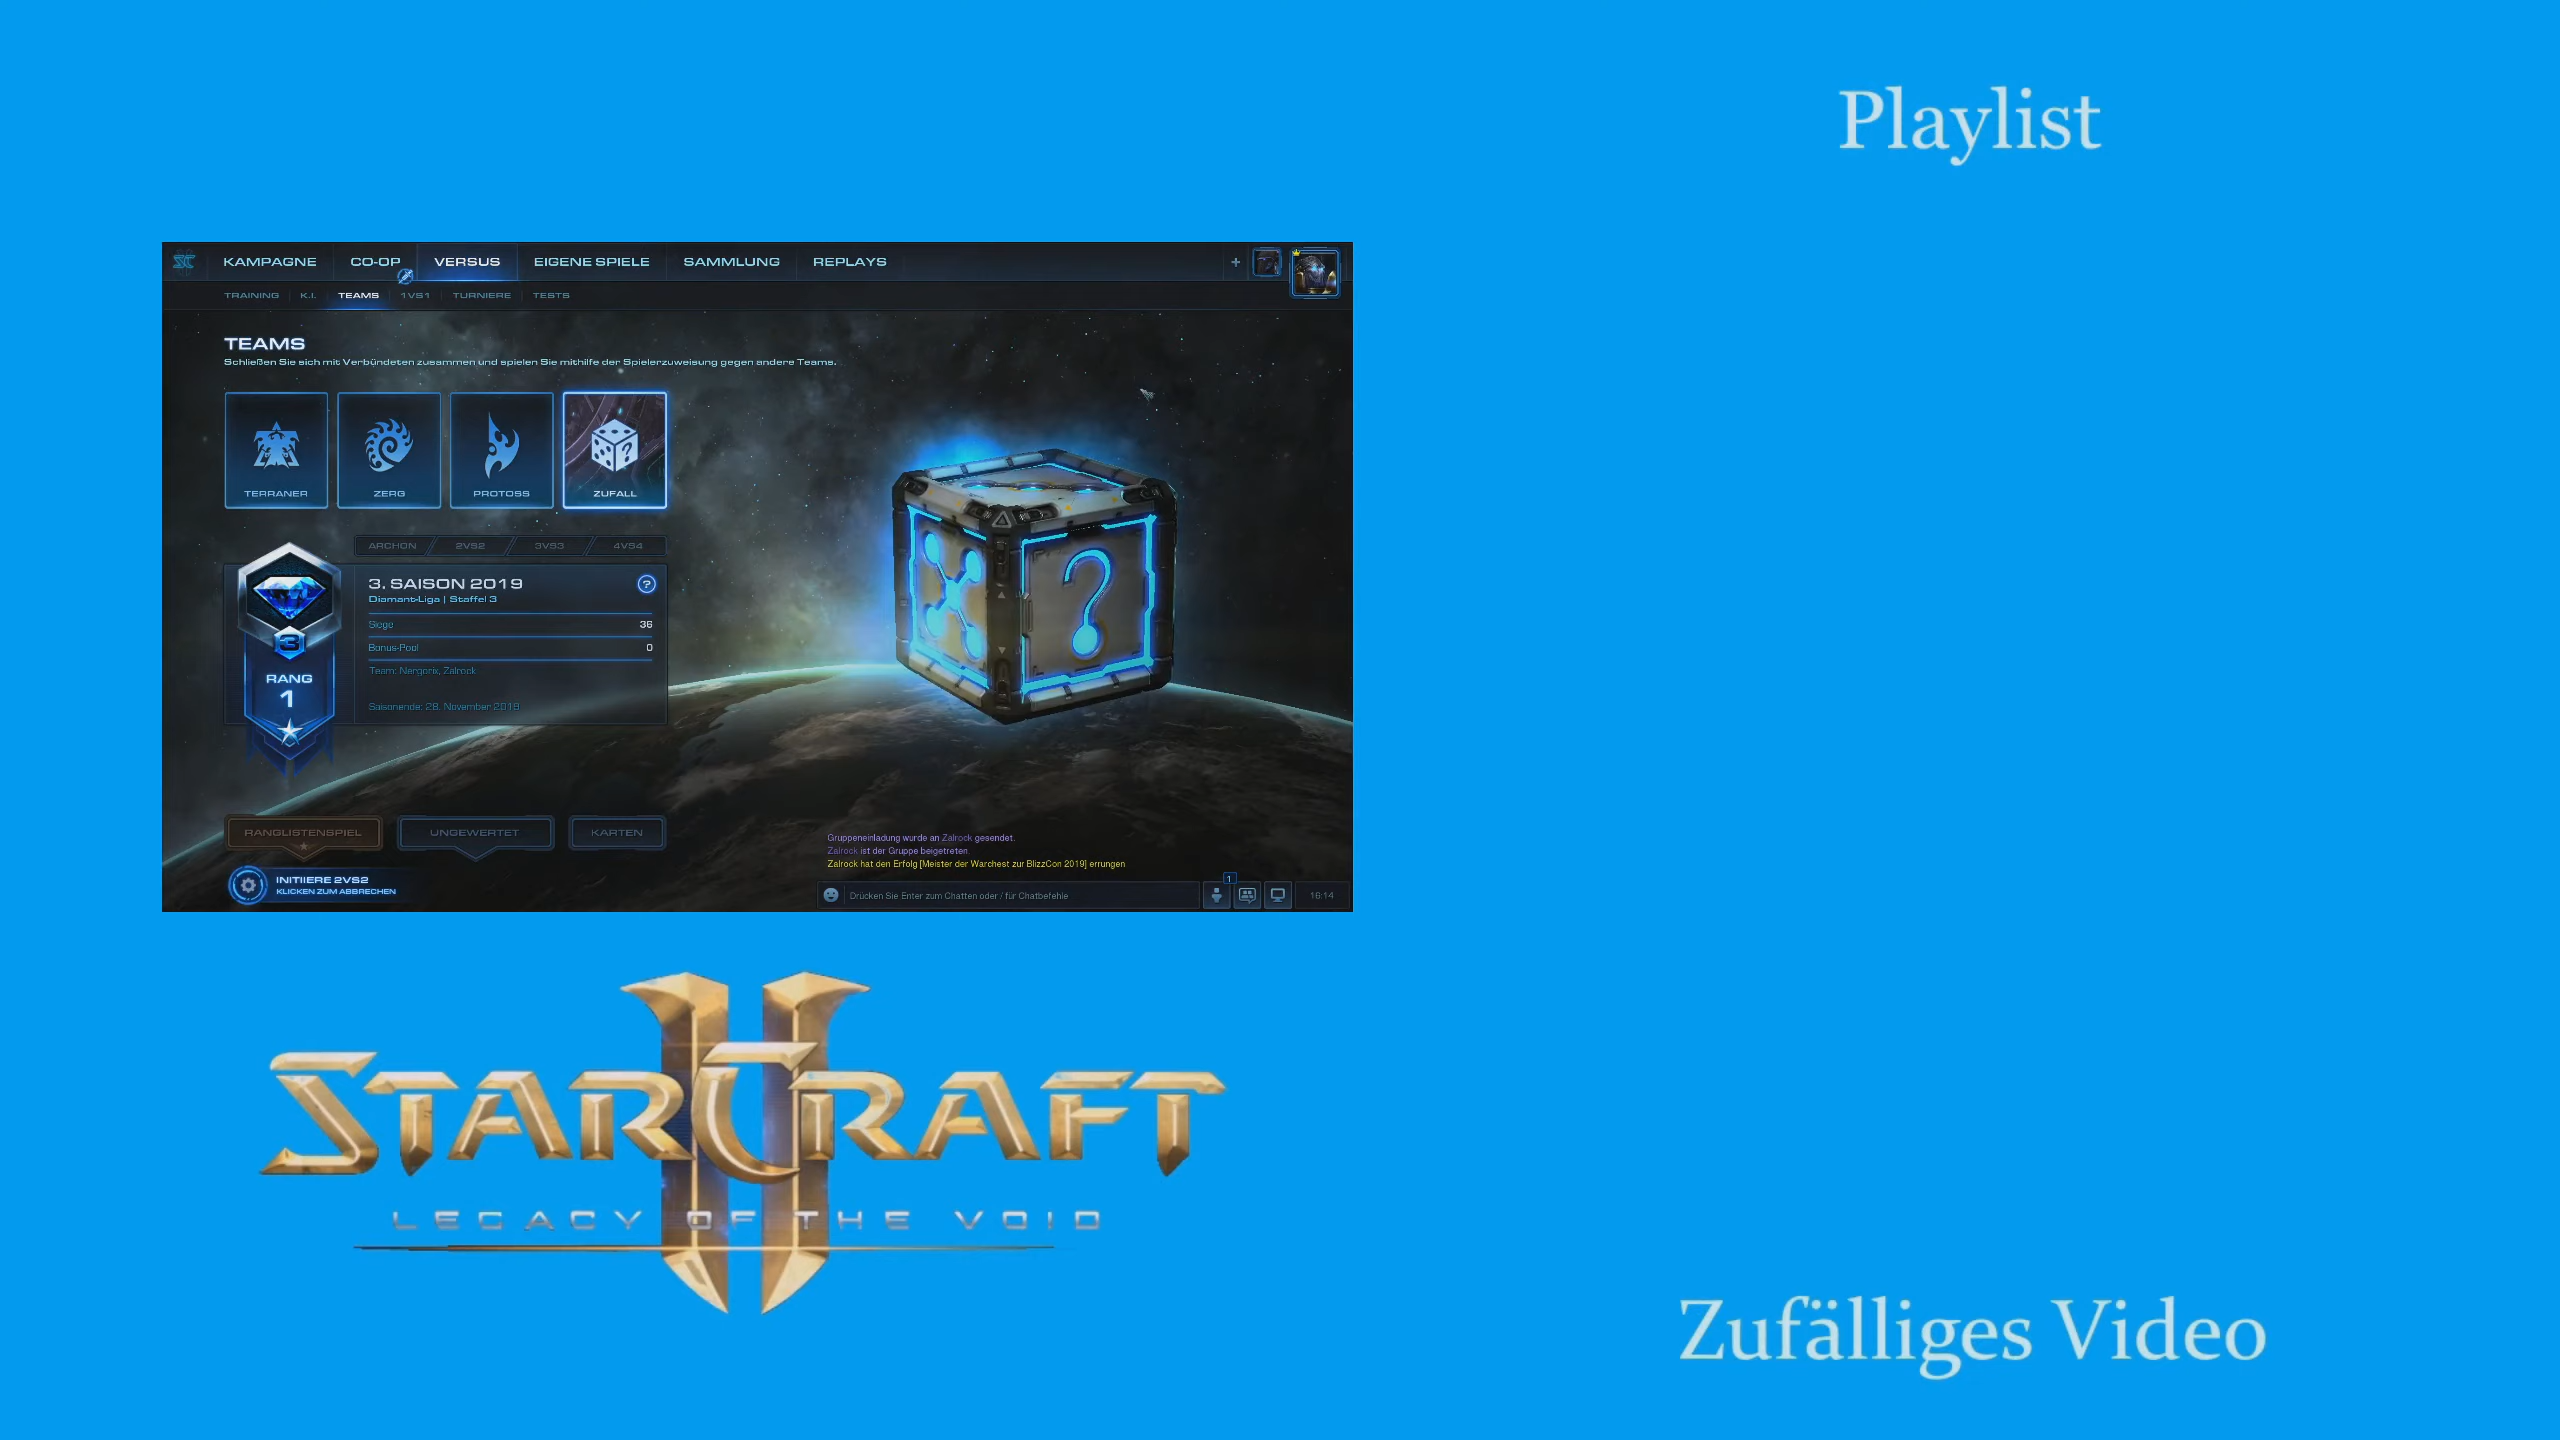 Playlist
KAMPAGNE CO-OP VERSUS EIGENE SPIELE SAMMLUNG REPLAYS
TRAINING K.I. TEAMS 1VS1 TURNIERE TESTS
TEAMS
Schließen Sie sich mit Verbündeten zusammen und spielen Sie mithilfe der Spielerzuweisung gegen andere Teams.
TERRANER ZERG PROTOSS ZUFALL
ARCHON 2VS2 3VS3 4VS4
3. SAISON 2019
Diamant-Liga | Staffel 3
Siege 36
Bonus-Pool 0
Team: Nergorix, Zalrock
Saisonende: 28. November 2019
3
RANG
1
RANGLISTENSPIEL UNGEWERTET KARTEN
Gruppeneinladung wurde an Zalrock gesendet.
Zalrock ist der Gruppe beigetreten.
Zalrock hat den Erfolg [Meister der Warchest zur BlizzCon 2019] errungen
INITIIERE 2VS2
KLICKEN ZUM ABBRECHEN
Drücken Sie Enter zum Chatten oder / für Chatbefehle
1
16:14
STARCRAFT II
LEGACY OF THE VOID
Zufälliges Video